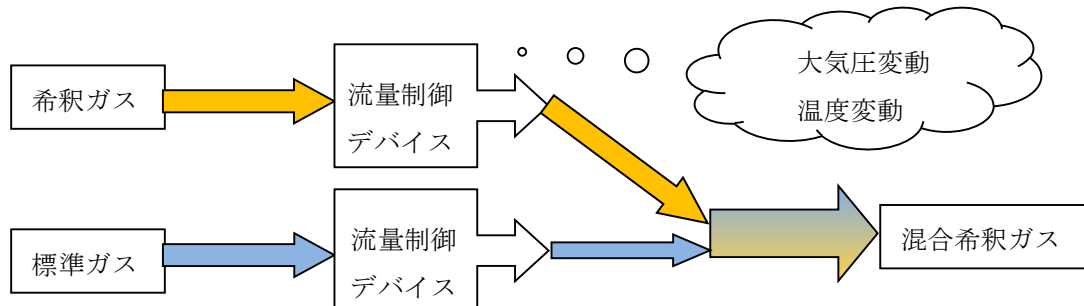 希釈ガス
流量制御
デバイス
大気圧変動
温度変動
標準ガス
流量制御
デバイス
混合希釈ガス